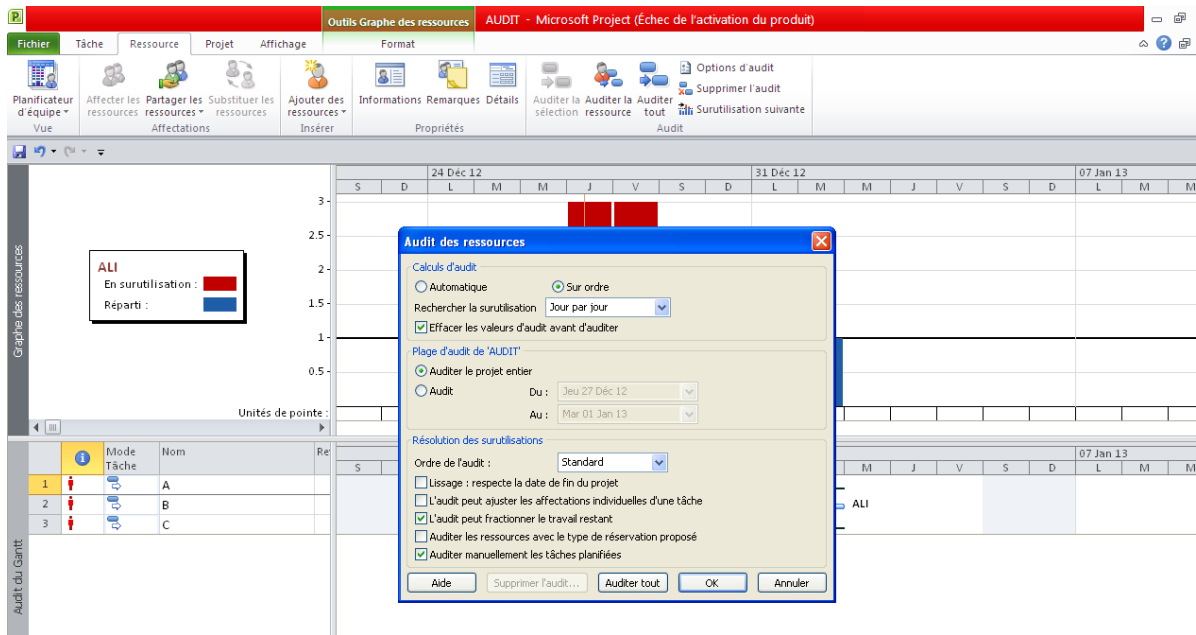 Outils Graphe des ressources AUDIT - Microsoft Project (Échec de l'activation du produit)
Fichier Tâche Ressource Projet Affichage Format
Planificateur d'équipe
Affecter les ressources
Partager les ressources
Substituer les ressources
Ajouter des ressources
Informations Remarques Détails
Auditer la sélection
Auditer la ressource
Auditer tout
Options d'audit
Supprimer l'audit
Surutilisation suivante
Vue Affectations Insérer Propriétés Audit
24 Déc 12 31 Déc 12 07 Jan 13
S D L M M J V S D L M M J V S D L M M
Graphe des ressources
ALI
En surutilisation :
Réparti :
3
2.5
2
1.5
1
0.5
Unités de pointe :
Audit des ressources
Calculs d'audit
Automatique Sur ordre
Rechercher la surutilisation Jour par jour
Effacer les valeurs d'audit avant d'auditer
Plage d'audit de 'AUDIT'
Auditer le projet entier
Audit Du : Jeu 27 Déc 12
Au : Mar 01 Jan 13
Résolution des surutilisations
Ordre de l'audit : Standard
Lissage : respecte la date de fin du projet
L'audit peut ajuster les affectations individuelles d'une tâche
L'audit peut fractionner le travail restant
Auditer les ressources avec le type de réservation proposé
Auditer manuellement les tâches planifiées
Aide Supprimer l'audit... Auditer tout OK Annuler
Audit du Gantt
Mode Tâche Nom
07 Jan 13
S M J V S D L M M
1 A
2 B
3 C
ALI